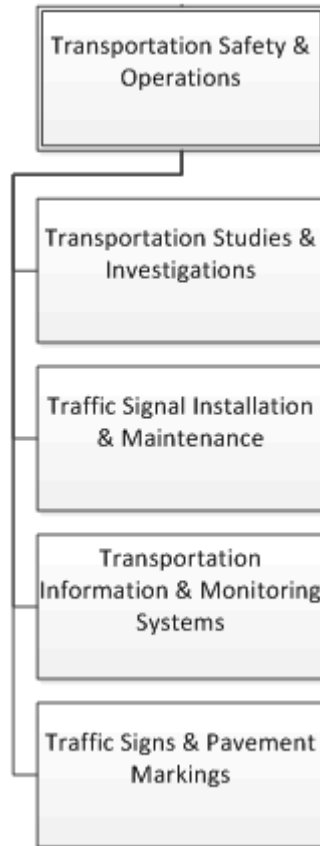 Transportation Safety &
Operations
Transportation Studies &
Investigations
Traffic Signal Installation
& Maintenance
Transportation
Information & Monitoring
Systems
Traffic Signs & Pavement
Markings